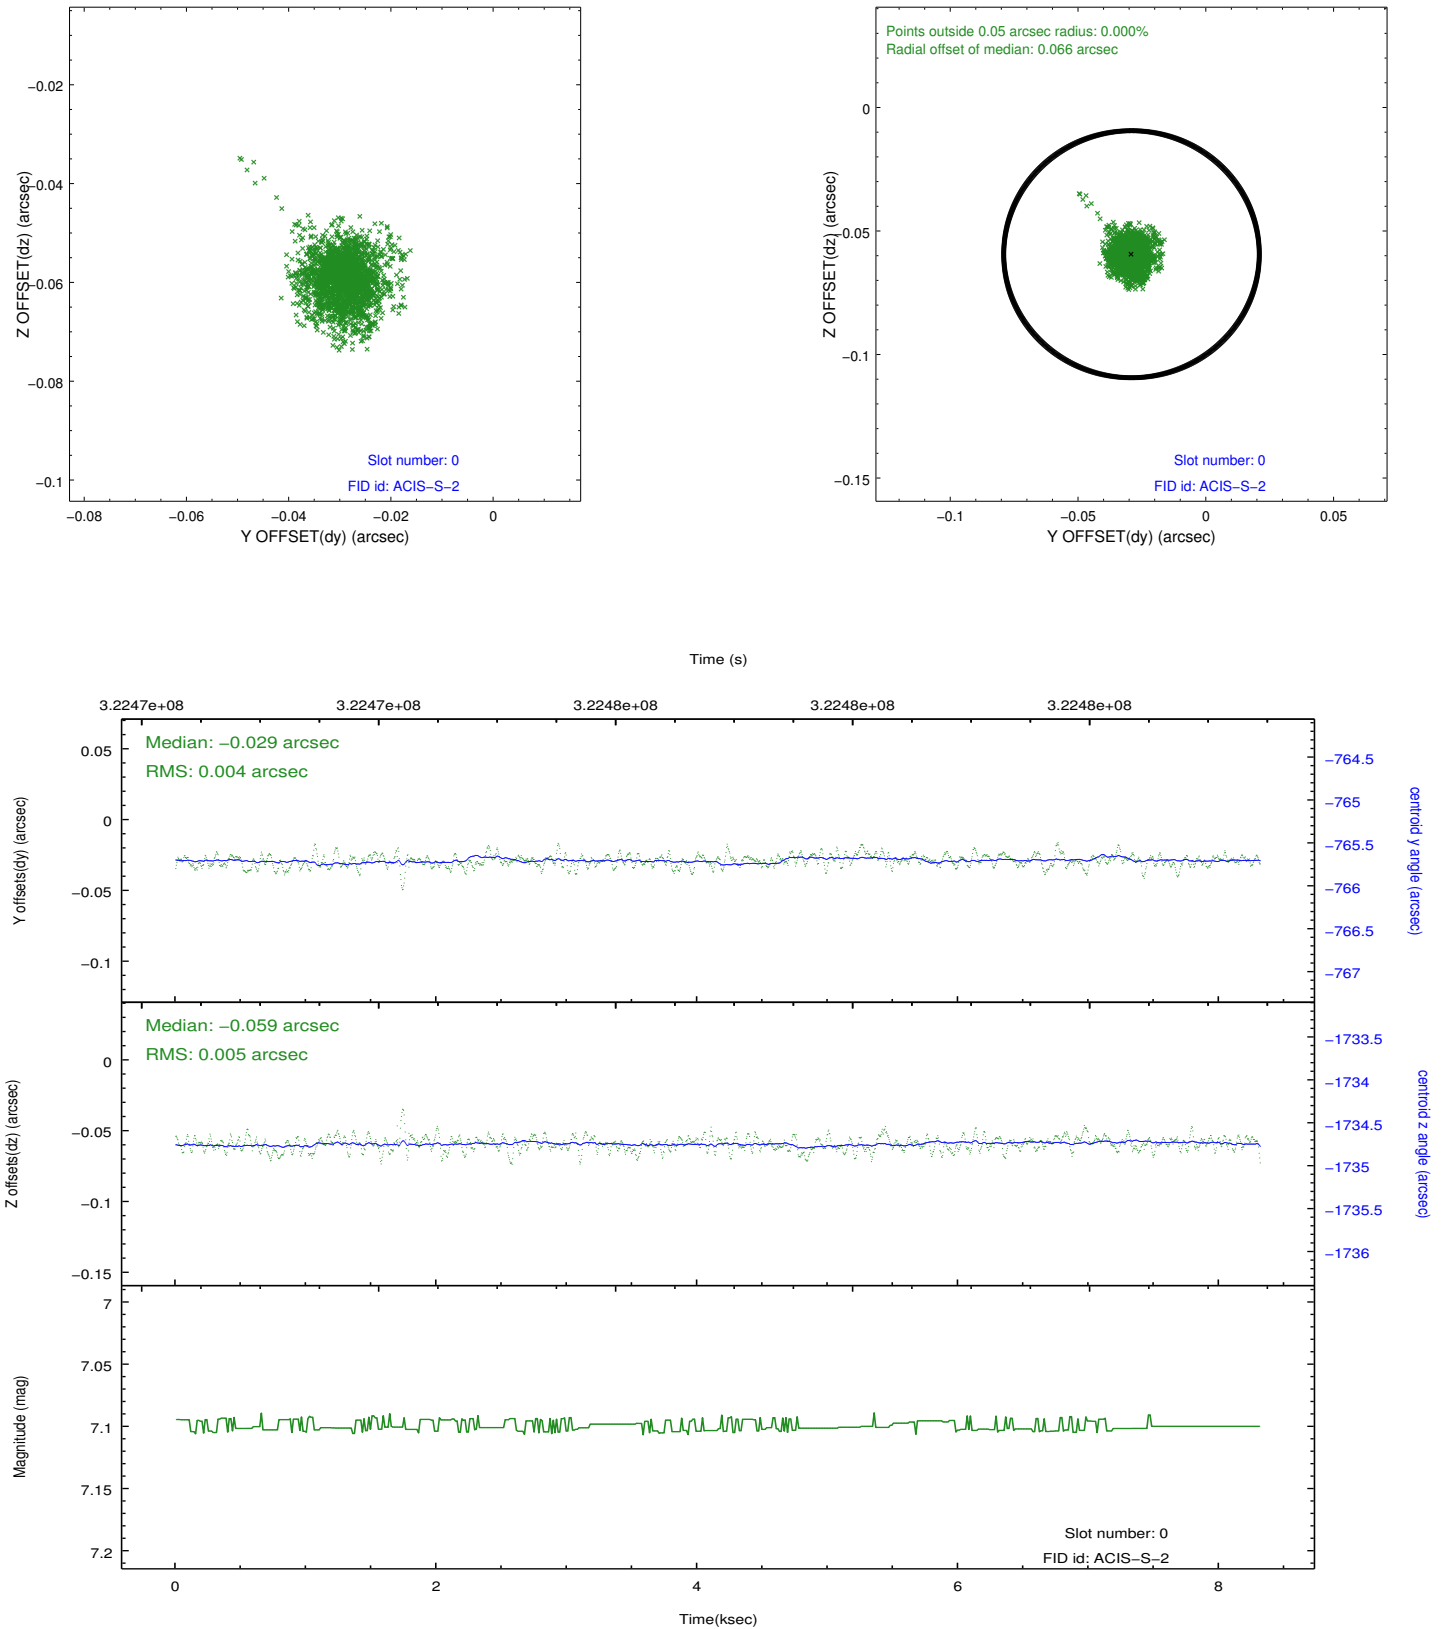 −0.02
−0.04
−0.06
−0.08
−0.1
Z OFFSET(dz) (arcsec)
Slot number: 0
FID id: ACIS−S−2
−0.08
−0.06
−0.04
−0.02
0
Y OFFSET(dy) (arcsec)
Points outside 0.05 arcsec radius: 0.000%
Radial offset of median: 0.066 arcsec
0
−0.05
−0.1
−0.15
Z OFFSET(dz) (arcsec)
Slot number: 0
FID id: ACIS−S−2
−0.1
−0.05
0
0.05
Y OFFSET(dy) (arcsec)
Time (s)
3.2247e+08
3.2247e+08
3.2248e+08
3.2248e+08
3.2248e+08
Median: −0.029 arcsec
RMS: 0.004 arcsec
0.05
0
−0.05
−0.1
Y offsets(dy) (arcsec)
−764.5
−765
−765.5
−766
−766.5
−767
centroid y angle (arcsec)
Median: −0.059 arcsec
RMS: 0.005 arcsec
0
−0.05
−0.1
−0.15
Z offsets(dz) (arcsec)
−1733.5
−1734
−1734.5
−1735
−1735.5
−1736
centroid z angle (arcsec)
7
7.05
7.1
7.15
7.2
Magnitude (mag)
Slot number: 0
FID id: ACIS−S−2
0
2
4
6
8
Time(ksec)